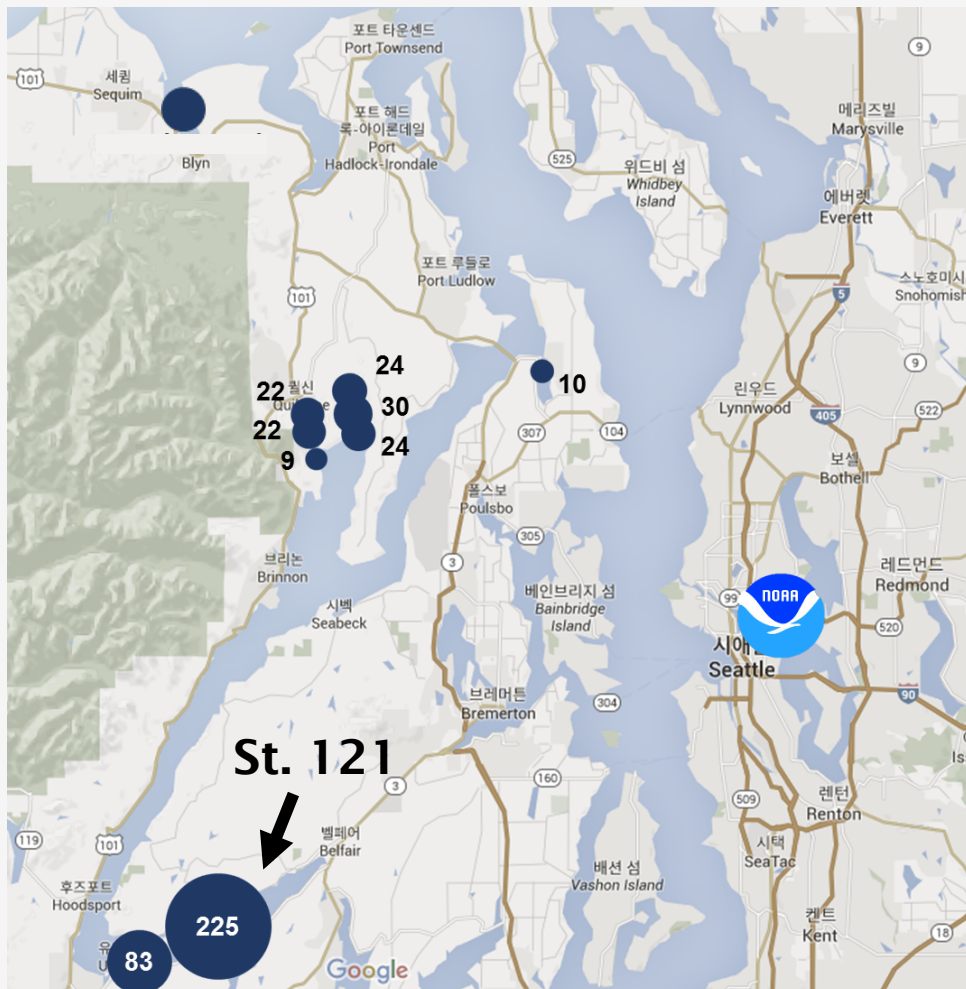 포트 타운센드
Port Townsend
9
101
세큄
Sequim
포트 해드
록-아이론데일
Port
Hadlock-Irondale
메리즈빌
Marysville
Blyn
525
위드비 섬
Whidbey
Island
에버렛
Everett
포트 루들로
Port Ludlow
스노호미시
Snohomish
101
5
9
24
22
퀼신
10
린우드
Lynnwood
522
30
405
22
307
104
24
9
보셀
Bothell
폴스보
Poulsbo
305
브리논
Brinnon
3
레드먼드
Redmond
베인브리지 섬
Bainbridge
Island
99
NOAA
시벡
Seabeck
520
Seattle
브레머튼
Bremerton
304
90
St. 121
3
160
509
렌턴
Renton
119
101
벨페어
Belfair
시택
SeaTac
배션 섬
Vashon Island
후즈포트
Hoodsport
켄트
Kent
225
18
83
Google